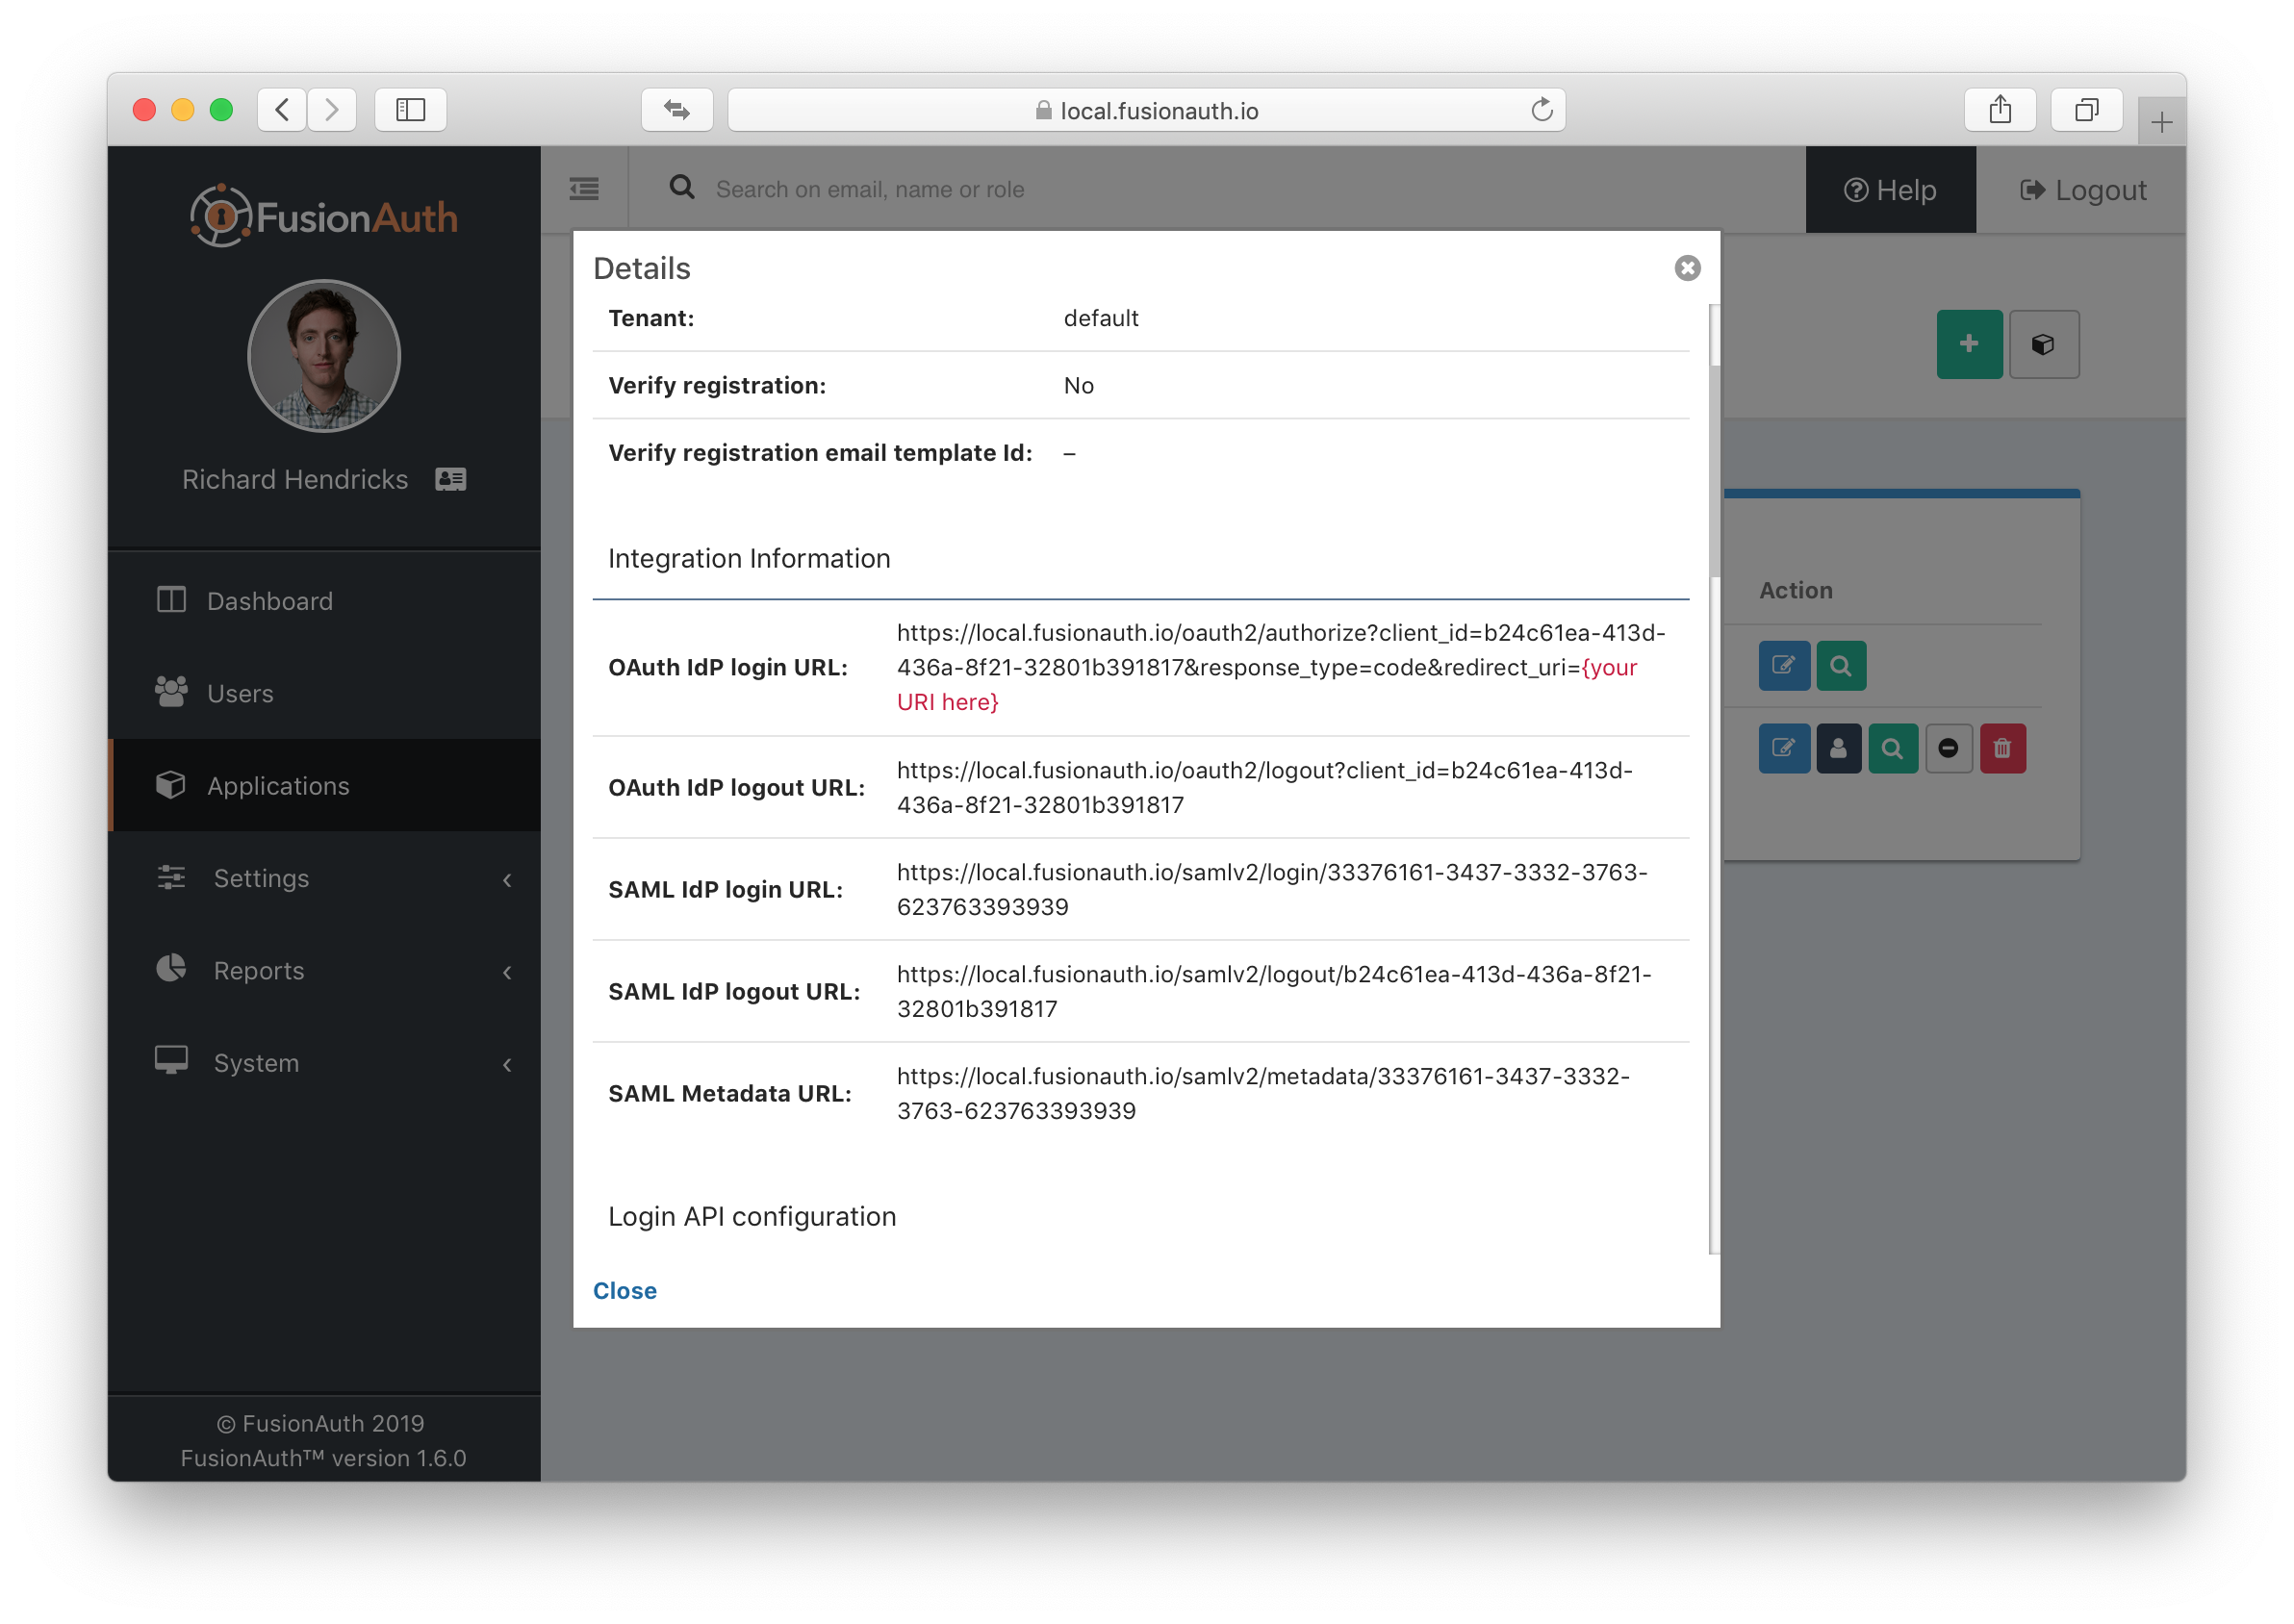 local.fusionauth.io
FusionAuth
Search on email, name or role
Help
Logout
Richard Hendricks
Dashboard
Users
Applications
Settings
Reports
System
© FusionAuth 2019
FusionAuth™ version 1.6.0
Details
Tenant: default
Verify registration: No
Verify registration email template Id: –
Integration Information
OAuth IdP login URL:
https://local.fusionauth.io/oauth2/authorize?client_id=b24c61ea-413d-
436a-8f21-32801b391817&response_type=code&redirect_uri={your
URI here}
OAuth IdP logout URL:
https://local.fusionauth.io/oauth2/logout?client_id=b24c61ea-413d-
436a-8f21-32801b391817
SAML IdP login URL:
https://local.fusionauth.io/samlv2/login/33376161-3437-3332-3763-
623763393939
SAML IdP logout URL:
https://local.fusionauth.io/samlv2/logout/b24c61ea-413d-436a-8f21-
32801b391817
SAML Metadata URL:
https://local.fusionauth.io/samlv2/metadata/33376161-3437-3332-
3763-623763393939
Login API configuration
Close
Action